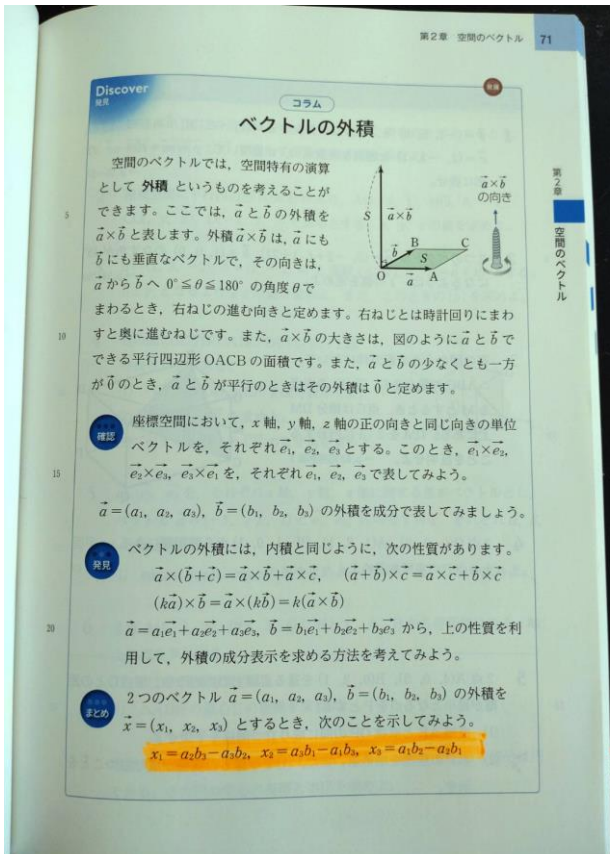 第2章 空間のベクトル 71
Discover
発見
発展
コラム
ベクトルの外積
空間のベクトルでは，空間特有の演算
として 外積 というものを考えることが
5 できます。ここでは，a⃗とb⃗の外積を
a⃗×b⃗と表します。外積a⃗×b⃗は，a⃗にも
b⃗にも垂直なベクトルで，その向きは，
a⃗からb⃗へ 0°≦θ≦180° の角度θで
まわるとき，右ねじの進む向きと定めます。右ねじとは時計回りにまわ
10 すと奥に進むねじです。また，a⃗×b⃗の大きさは，図のようにa⃗とb⃗で
できる平行四辺形OACBの面積です。また，a⃗とb⃗の少なくとも一方
が0⃗のとき，a⃗とb⃗が平行のときはその外積は0⃗と定めます。
S
a⃗×b⃗
B
C
b⃗
S
O
a⃗
A
a⃗×b⃗
の向き
第2章
空間のベクトル
確認
座標空間において，x軸，y軸，z軸の正の向きと同じ向きの単位
ベクトルを，それぞれe₁⃗，e₂⃗，e₃⃗とする。このとき，e₁⃗×e₂⃗，
15 e₂⃗×e₃⃗，e₃⃗×e₁⃗を，それぞれe₁⃗，e₂⃗，e₃⃗で表してみよう。
a⃗=(a₁, a₂, a₃)，b⃗=(b₁, b₂, b₃) の外積を成分で表してみましょう。
発見
ベクトルの外積には，内積と同じように，次の性質があります。
a⃗×(b⃗+c⃗)=a⃗×b⃗+a⃗×c⃗， (a⃗+b⃗)×c⃗=a⃗×c⃗+b⃗×c⃗
(ka⃗)×b⃗=a⃗×(kb⃗)=k(a⃗×b⃗)
20 a⃗=a₁e₁⃗+a₂e₂⃗+a₃e₃⃗，b⃗=b₁e₁⃗+b₂e₂⃗+b₃e₃⃗ から，上の性質を利
用して，外積の成分表示を求める方法を考えてみよう。
まとめ
2つのベクトル a⃗=(a₁, a₂, a₃)，b⃗=(b₁, b₂, b₃) の外積を
x⃗=(x₁, x₂, x₃) とするとき，次のことを示してみよう。
x₁=a₂b₃−a₃b₂，x₂=a₃b₁−a₁b₃，x₃=a₁b₂−a₂b₁